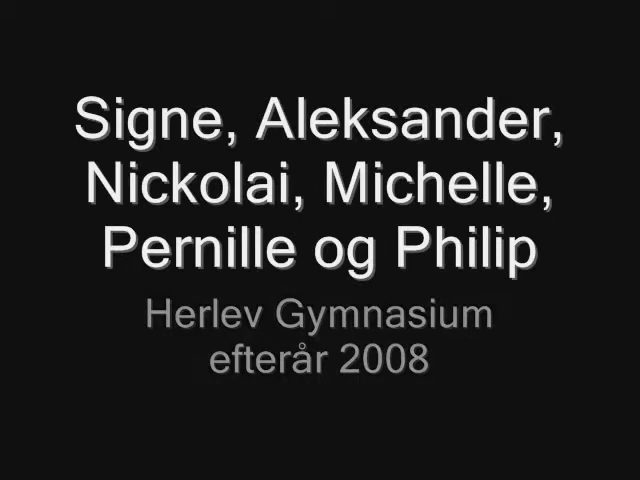 Signe, Aleksander,
Nickolai, Michelle,
Pernille og Philip
Herlev Gymnasium
efterår 2008